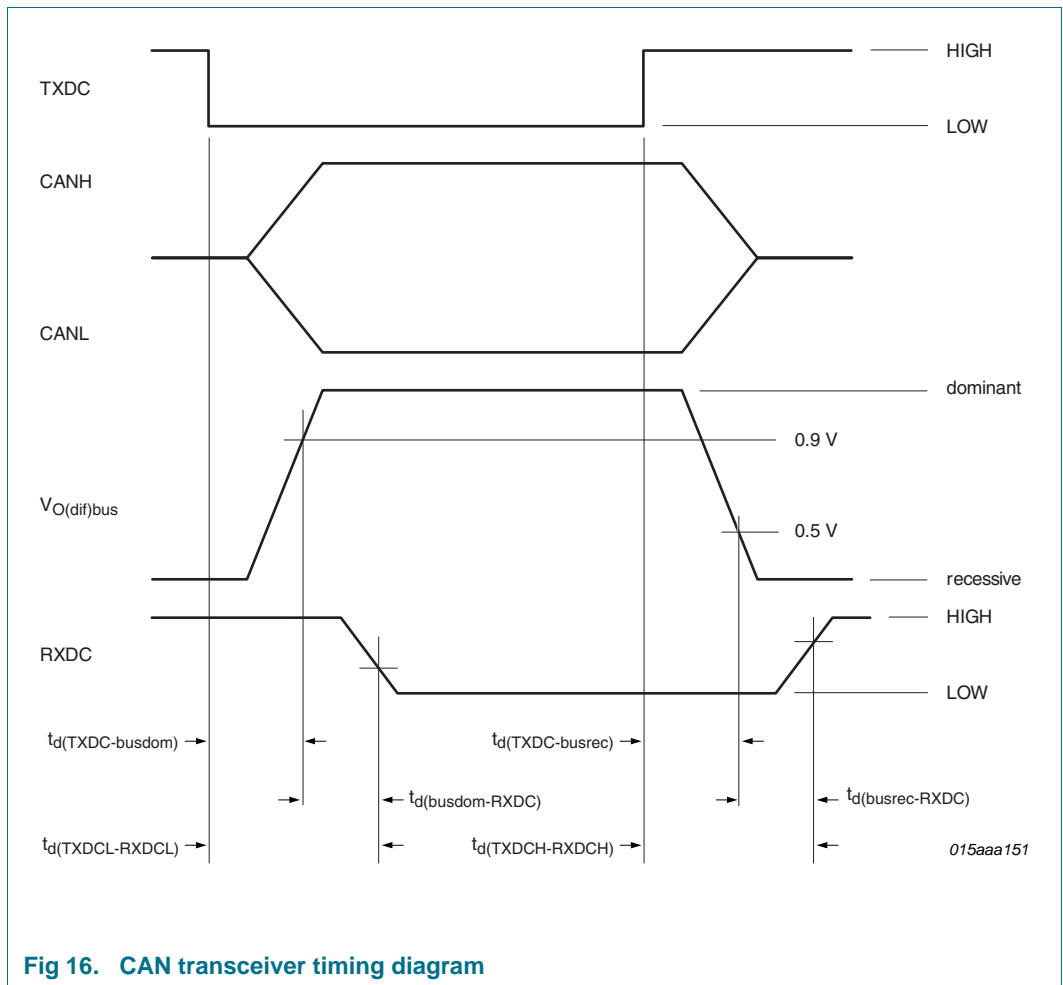 TXDC
HIGH
LOW
CANH
CANL
dominant
0.9 V
VO(dif)bus
0.5 V
recessive
HIGH
RXDC
LOW
td(TXDC-busdom)
td(TXDC-busrec)
td(busdom-RXDC)
td(busrec-RXDC)
td(TXDCL-RXDCL)
td(TXDCH-RXDCH)
015aaa151
Fig 16. CAN transceiver timing diagram